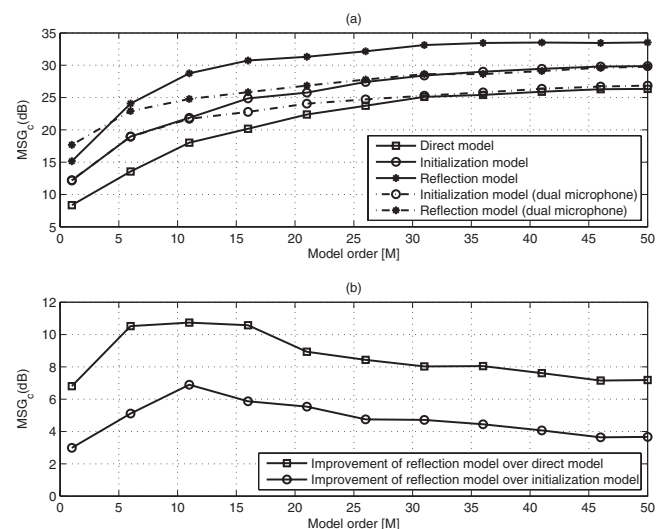 (a)
35
30
25
20
15
10
5
MSGc(dB)
Direct model
Initialization model
Reflection model
Initialization model (dual microphone)
Reflection model (dual microphone)
0 5 10 15 20 25 30 35 40 45 50
Model order [M]
(b)
12
10
8
6
4
2
0
MSGc(dB)
Improvement of reflection model over direct model
Improvement of reflection model over initialization model
0 5 10 15 20 25 30 35 40 45 50
Model order [M]